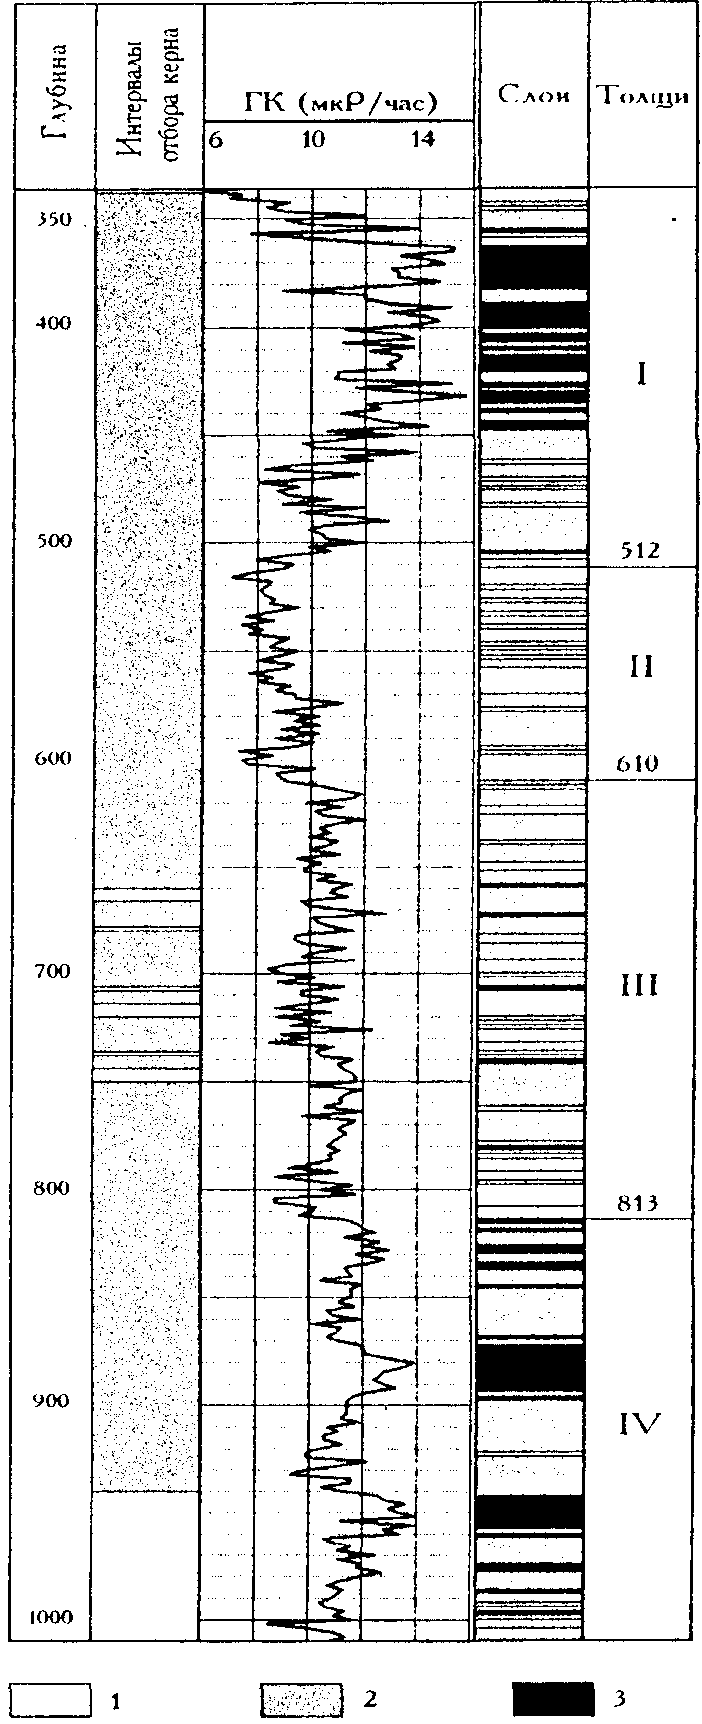 Глубина
Интервалы
отбора керна
ГК (мкР/час)
6 10 14
Слои
Толщи
350
400
I
500
512
II
600
610
700
III
800
813
900
IV
1000
1 2 3